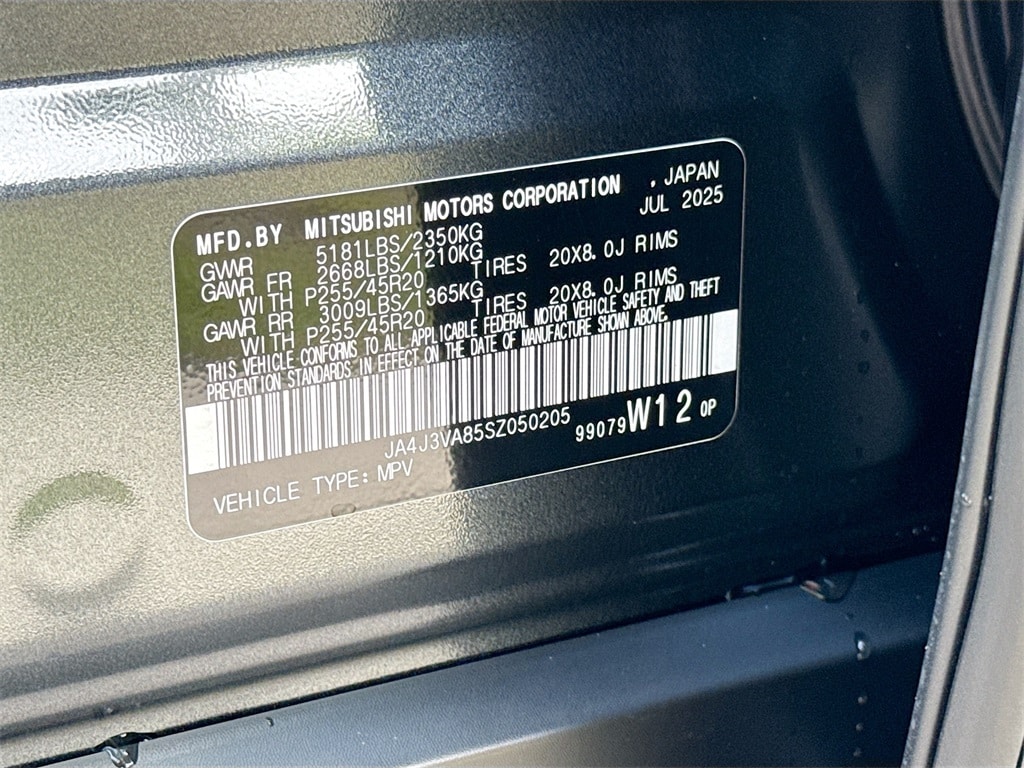 MFD.BY MITSUBISHI MOTORS CORPORATION , JAPAN
JUL 2025
GVWR 5181LBS/2350KG
GAWR FR 2668LBS/1210KG
WITH P255/45R20 TIRES 20X8.0J RIMS
GAWR RR 3009LBS/1365KG
WITH P255/45R20 TIRES 20X8.0J RIMS
THIS VEHICLE CONFORMS TO ALL APPLICABLE FEDERAL MOTOR VEHICLE SAFETY AND THEFT
PREVENTION STANDARDS IN EFFECT ON THE DATE OF MANUFACTURE SHOWN ABOVE.
JA4J3VA85SZ050205
99079 W12 0P
VEHICLE TYPE: MPV